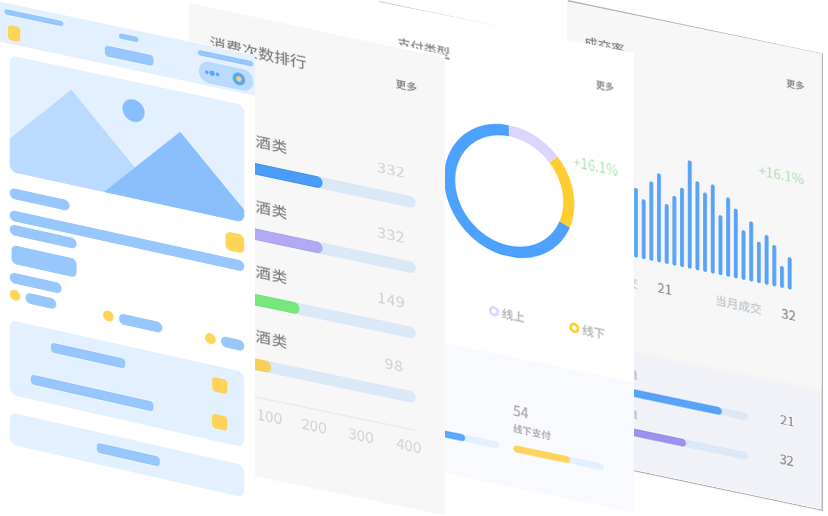 消费次数排行
更多
酒类
332
酒类
332
酒类
149
酒类
98
100 200 300 400
支付类型
更多
+16.1%
线上 线下
54
线下支付
成交率
更多
+16.1%
21 当月成交 32
21
32